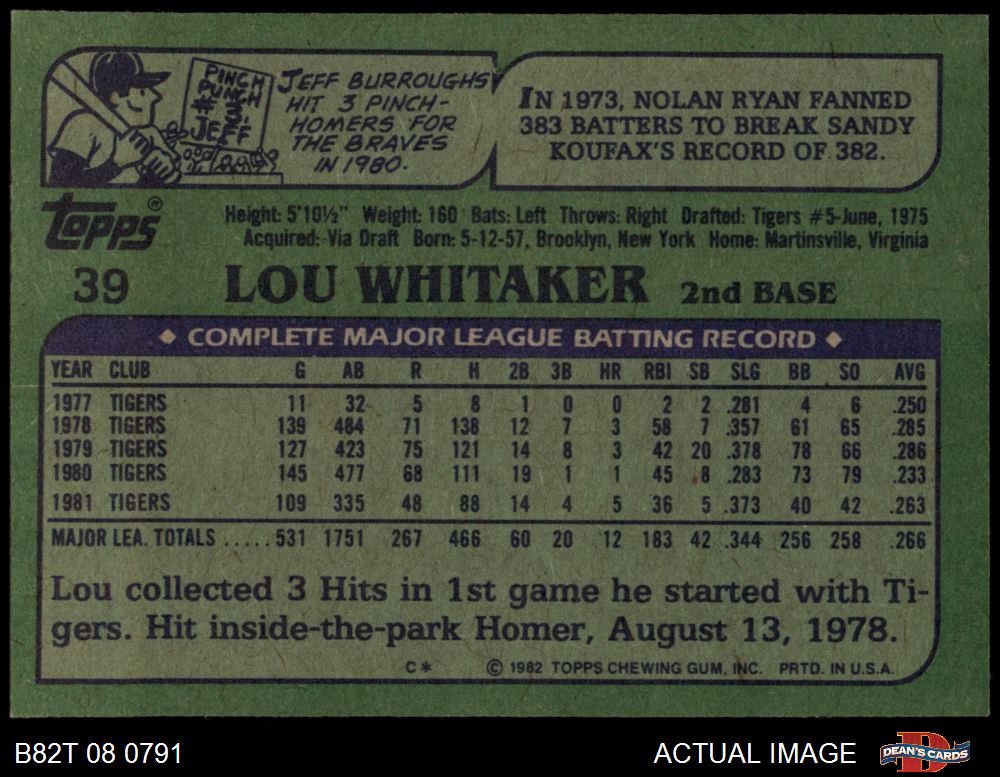 PINCH
PUNCH
JEFF BURROUGHS
HIT 3 PINCH-
HOMERS FOR
THE BRAVES
IN 1980.
IN 1973, NOLAN RYAN FANNED
383 BATTERS TO BREAK SANDY
KOUFAX'S RECORD OF 382.
Topps®
Height: 5'10½" Weight: 160 Bats: Left Throws: Right Drafted: Tigers #5-June, 1975
Acquired: Via Draft Born: 5-12-57, Brooklyn, New York Home: Martinsville, Virginia
39 LOU WHITAKER 2nd BASE
◆ COMPLETE MAJOR LEAGUE BATTING RECORD ◆
YEAR CLUB G AB R H 2B 3B HR RBI SB SLG BB SO AVG
1977 TIGERS 11 32 5 8 1 0 0 2 2 .281 4 6 .250
1978 TIGERS 139 484 71 138 12 7 3 58 7 .357 61 65 .285
1979 TIGERS 127 423 75 121 14 8 3 42 20 .378 78 66 .286
1980 TIGERS 145 477 68 111 19 1 1 45 8 .283 73 79 .233
1981 TIGERS 109 335 48 88 14 4 5 36 5 .373 40 42 .263
MAJOR LEA. TOTALS .....531 1751 267 466 60 20 12 183 42 .344 256 258 .266
Lou collected 3 Hits in 1st game he started with Ti-
gers. Hit inside-the-park Homer, August 13, 1978.
C* © 1982 TOPPS CHEWING GUM, INC. PRTD. IN U.S.A.
B82T 08 0791 ACTUAL IMAGE DEAN'S CARDS